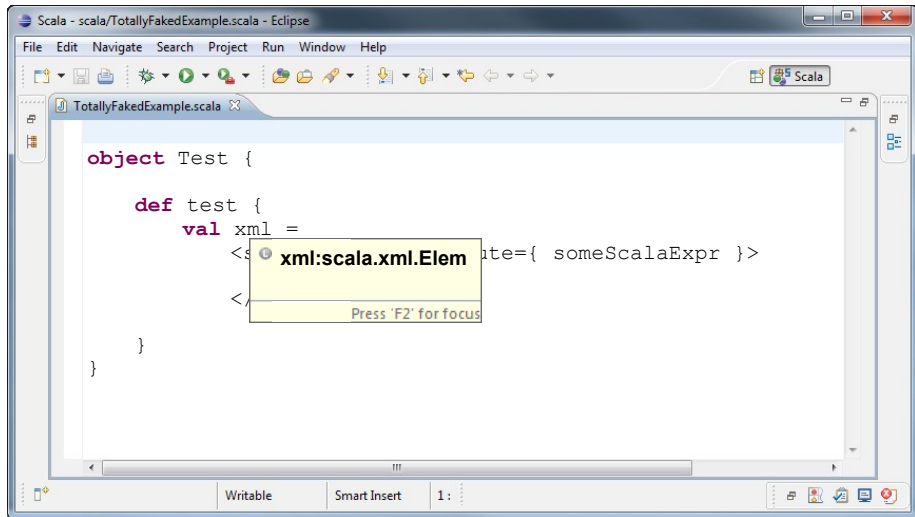 Scala - scala/TotallyFakedExample.scala - Eclipse
File Edit Navigate Search Project Run Window Help
Scala
TotallyFakedExample.scala
object Test {
def test {
val xml =
<s ute={ someScalaExpr }>
xml:scala.xml.Elem
</
Press 'F2' for focus
}
}
Writable Smart Insert 1 :